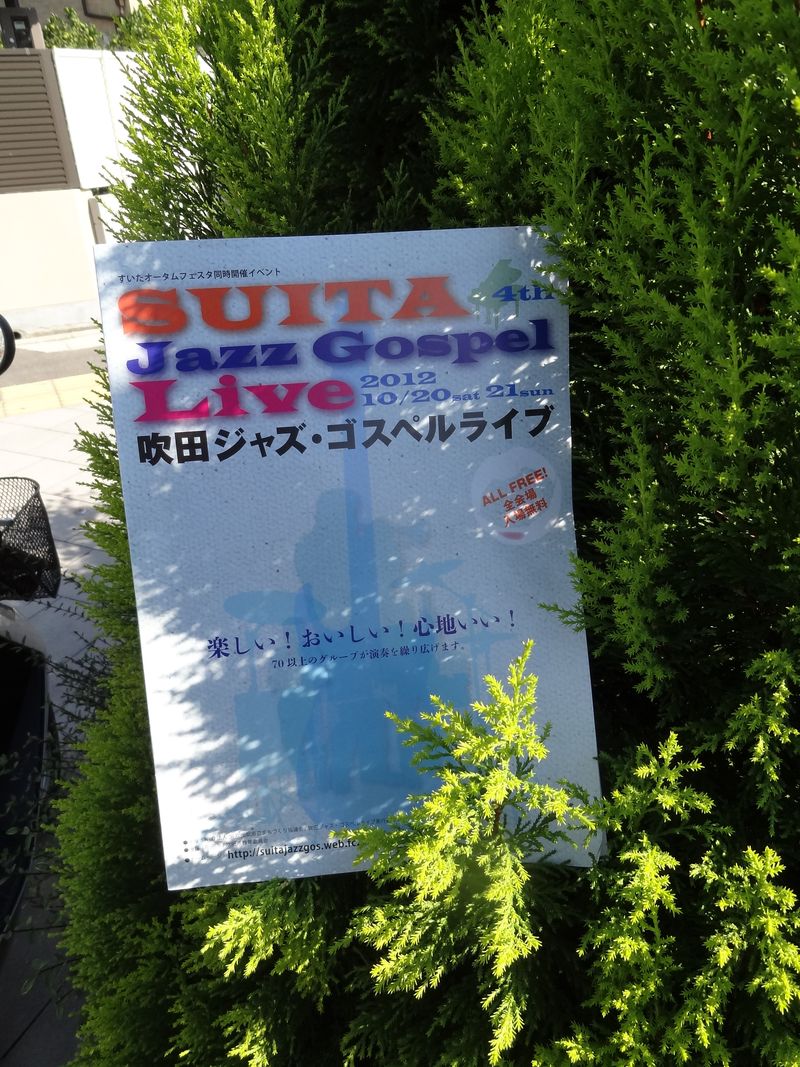 すいたオータムフェスタ同時開催イベント
SUITA 4th
Jazz Gospel
Live 2012
10/20sat 21sun
吹田ジャズ・ゴスペルライブ
ALL FREE!
全会場
入場無料
楽しい！おいしい！心地いい！
70以上のグループが演奏を繰り広げます。
http://suitajazzgos.web.fc